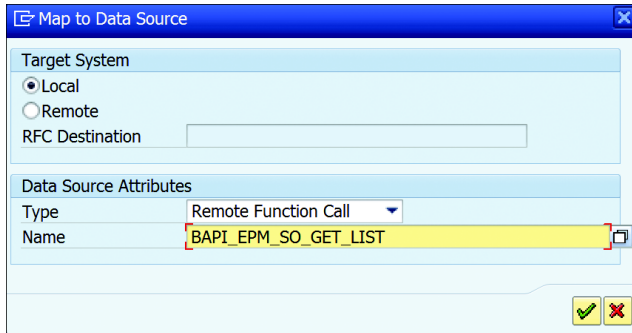 Map to Data Source
Target System
Local
Remote
RFC Destination
Data Source Attributes
Type Remote Function Call
Name BAPI_EPM_SO_GET_LIST